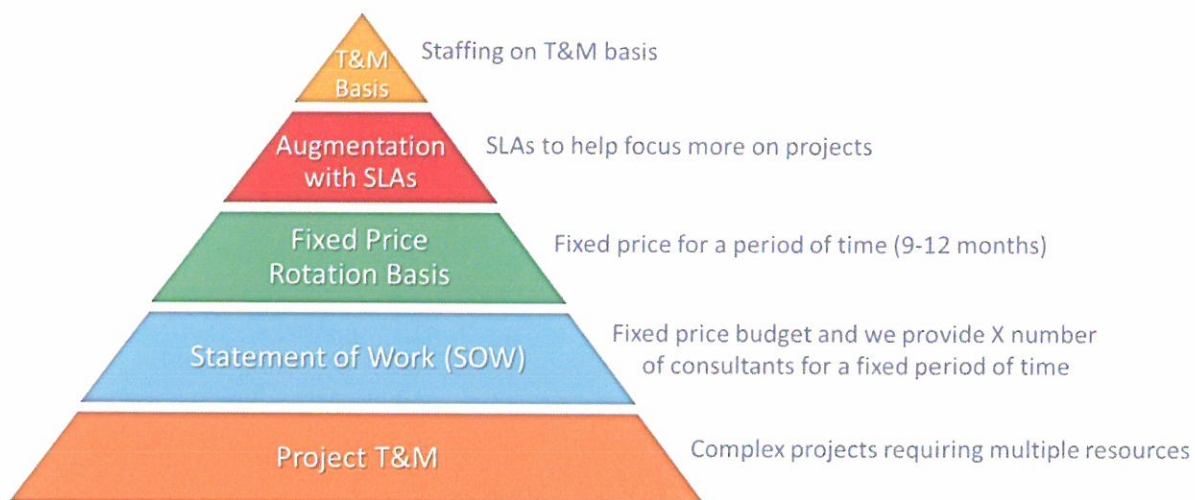 T&M
Basis
Staffing on T&M basis
Augmentation
with SLAs
SLAs to help focus more on projects
Fixed Price
Rotation Basis
Fixed price for a period of time (9-12 months)
Statement of Work (SOW)
Fixed price budget and we provide X number
of consultants for a fixed period of time
Project T&M
Complex projects requiring multiple resources